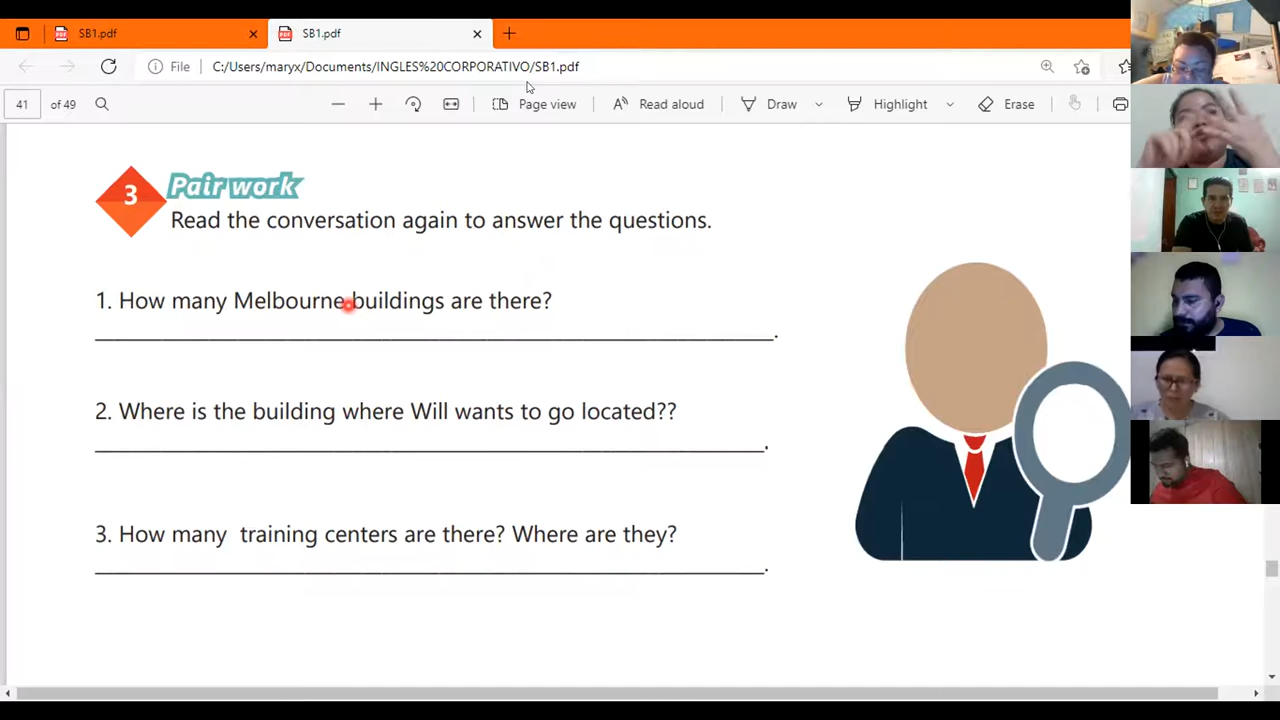 SB1.pdf
SB1.pdf
File C:/Users/maryx/Documents/INGLES%20CORPORATIVO/SB1.pdf
41 of 49 Page view Read aloud Draw Highlight Erase
3 Pair work
Read the conversation again to answer the questions.
1. How many Melbourne buildings are there?
______________________________.
2. Where is the building where Will wants to go located??
______________________________.
3. How many training centers are there? Where are they?
______________________________.